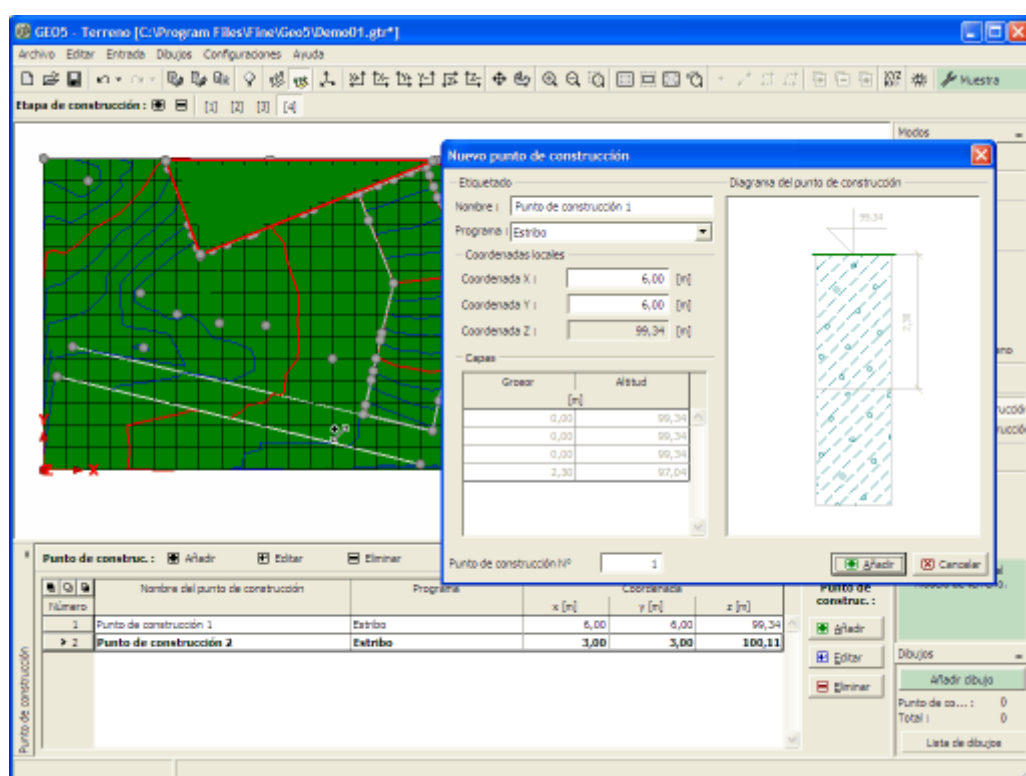 GEO5 - Terreno [C:\Program Files\Fine\Geo5\Demo01.gtr*]
Archivo Editar Entrada Dibujos Configuraciones Ayuda
Muestra
Etapa de construcción : [1] [2] [3] [4]
Modos
Nuevo punto de construcción
Etiquetado
Diagrama del punto de construcción
Nombre : Punto de construcción 1
Programa : Estribo
Coordenadas locales
Coordenada X : 6,00 [m]
Coordenada Y : 6,00 [m]
Coordenada Z : 99,34 [m]
99,34
2,30
Capas
Grosor Altitud
[m]
0,00 99,34
0,00 99,34
0,00 99,34
2,30 97,04
Punto de construcción Nº 1
Añadir Cancelar
X
Punto de construc. : Añadir Editar Eliminar
Número Nombre del punto de construcción Programa Coordenada
x [m] y [m] z [m]
1 Punto de construcción 1 Estribo 6,00 6,00 99,34
> 2 Punto de construcción 2 Estribo 3,00 3,00 100,11
Punto de construc. :
Añadir
Editar
Eliminar
Punto de construcción
Dibujos
Añadir dibujo
Punto de co... : 0
Total : 0
Lista de dibujos